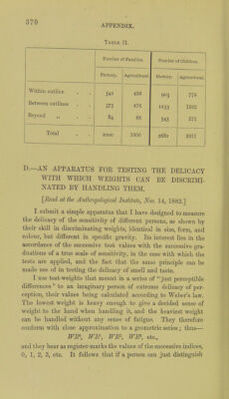 370
APPENDIX.
TABLE II.
Number of Families. Number of Children.
Factory. Agricultural. Factory. Agricultural.
Within outline
Between outlines
Beyond „
Total 1000
D.—AN APPARATUS FOR TESTING THE DELICACY
WITH WHICH WEIGHTS CAN BE DISCRIMI-
NATED BY HANDLING THEM.
[Read at the Anthropological Institute, Nov. 14, 1882.]
I submit a simple apparatus that I have designed to measure
the delicacy of the sensitivity of different persons, as shown by
their skill in discriminating weights, identical in size, form, and
colour, but different in specific gravity. Its interest lies in the
accordance of the successive test values with the successive gra-
duations of a true scale of sensitivity, in the ease with which the
tests are applied, and the fact that the same principle can be
made use of in testing the delicacy of smell and taste.
I use test-weights that mount in a series of “just perceptible
differences” to an imaginary person of extreme delicacy of per-
ception, their values being calculated according to Weber's law.
The lowest weight is heavy enough to give a decided sense of
weight to the hand when handling it, and the heaviest weight
can be handled without any sense of fatigue. They therefore
conform with close approximation to a geometric series; thus—
WR⁰, WR¹, WR², WR³, etc.,
and they bear as register-marks the values of the successive indices,
0, 1, 2, 3, etc. It follows that if a person can just distinguish